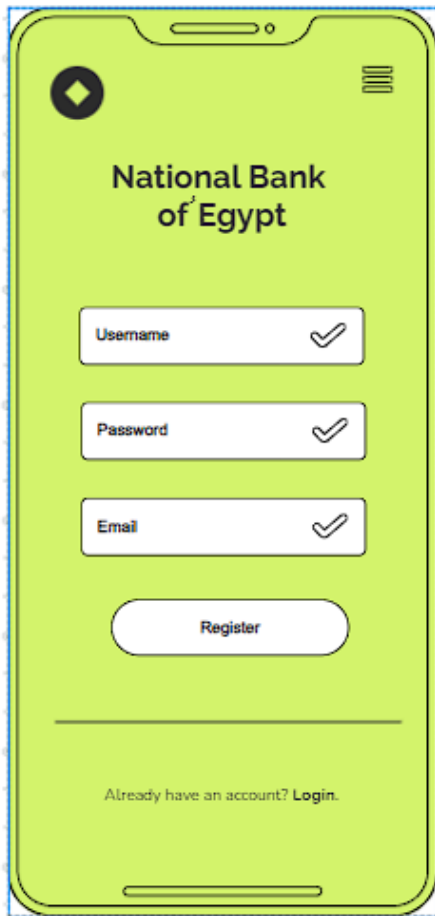 National Bank
of Egypt
Username
Password
Email
Register
Already have an account? Login.